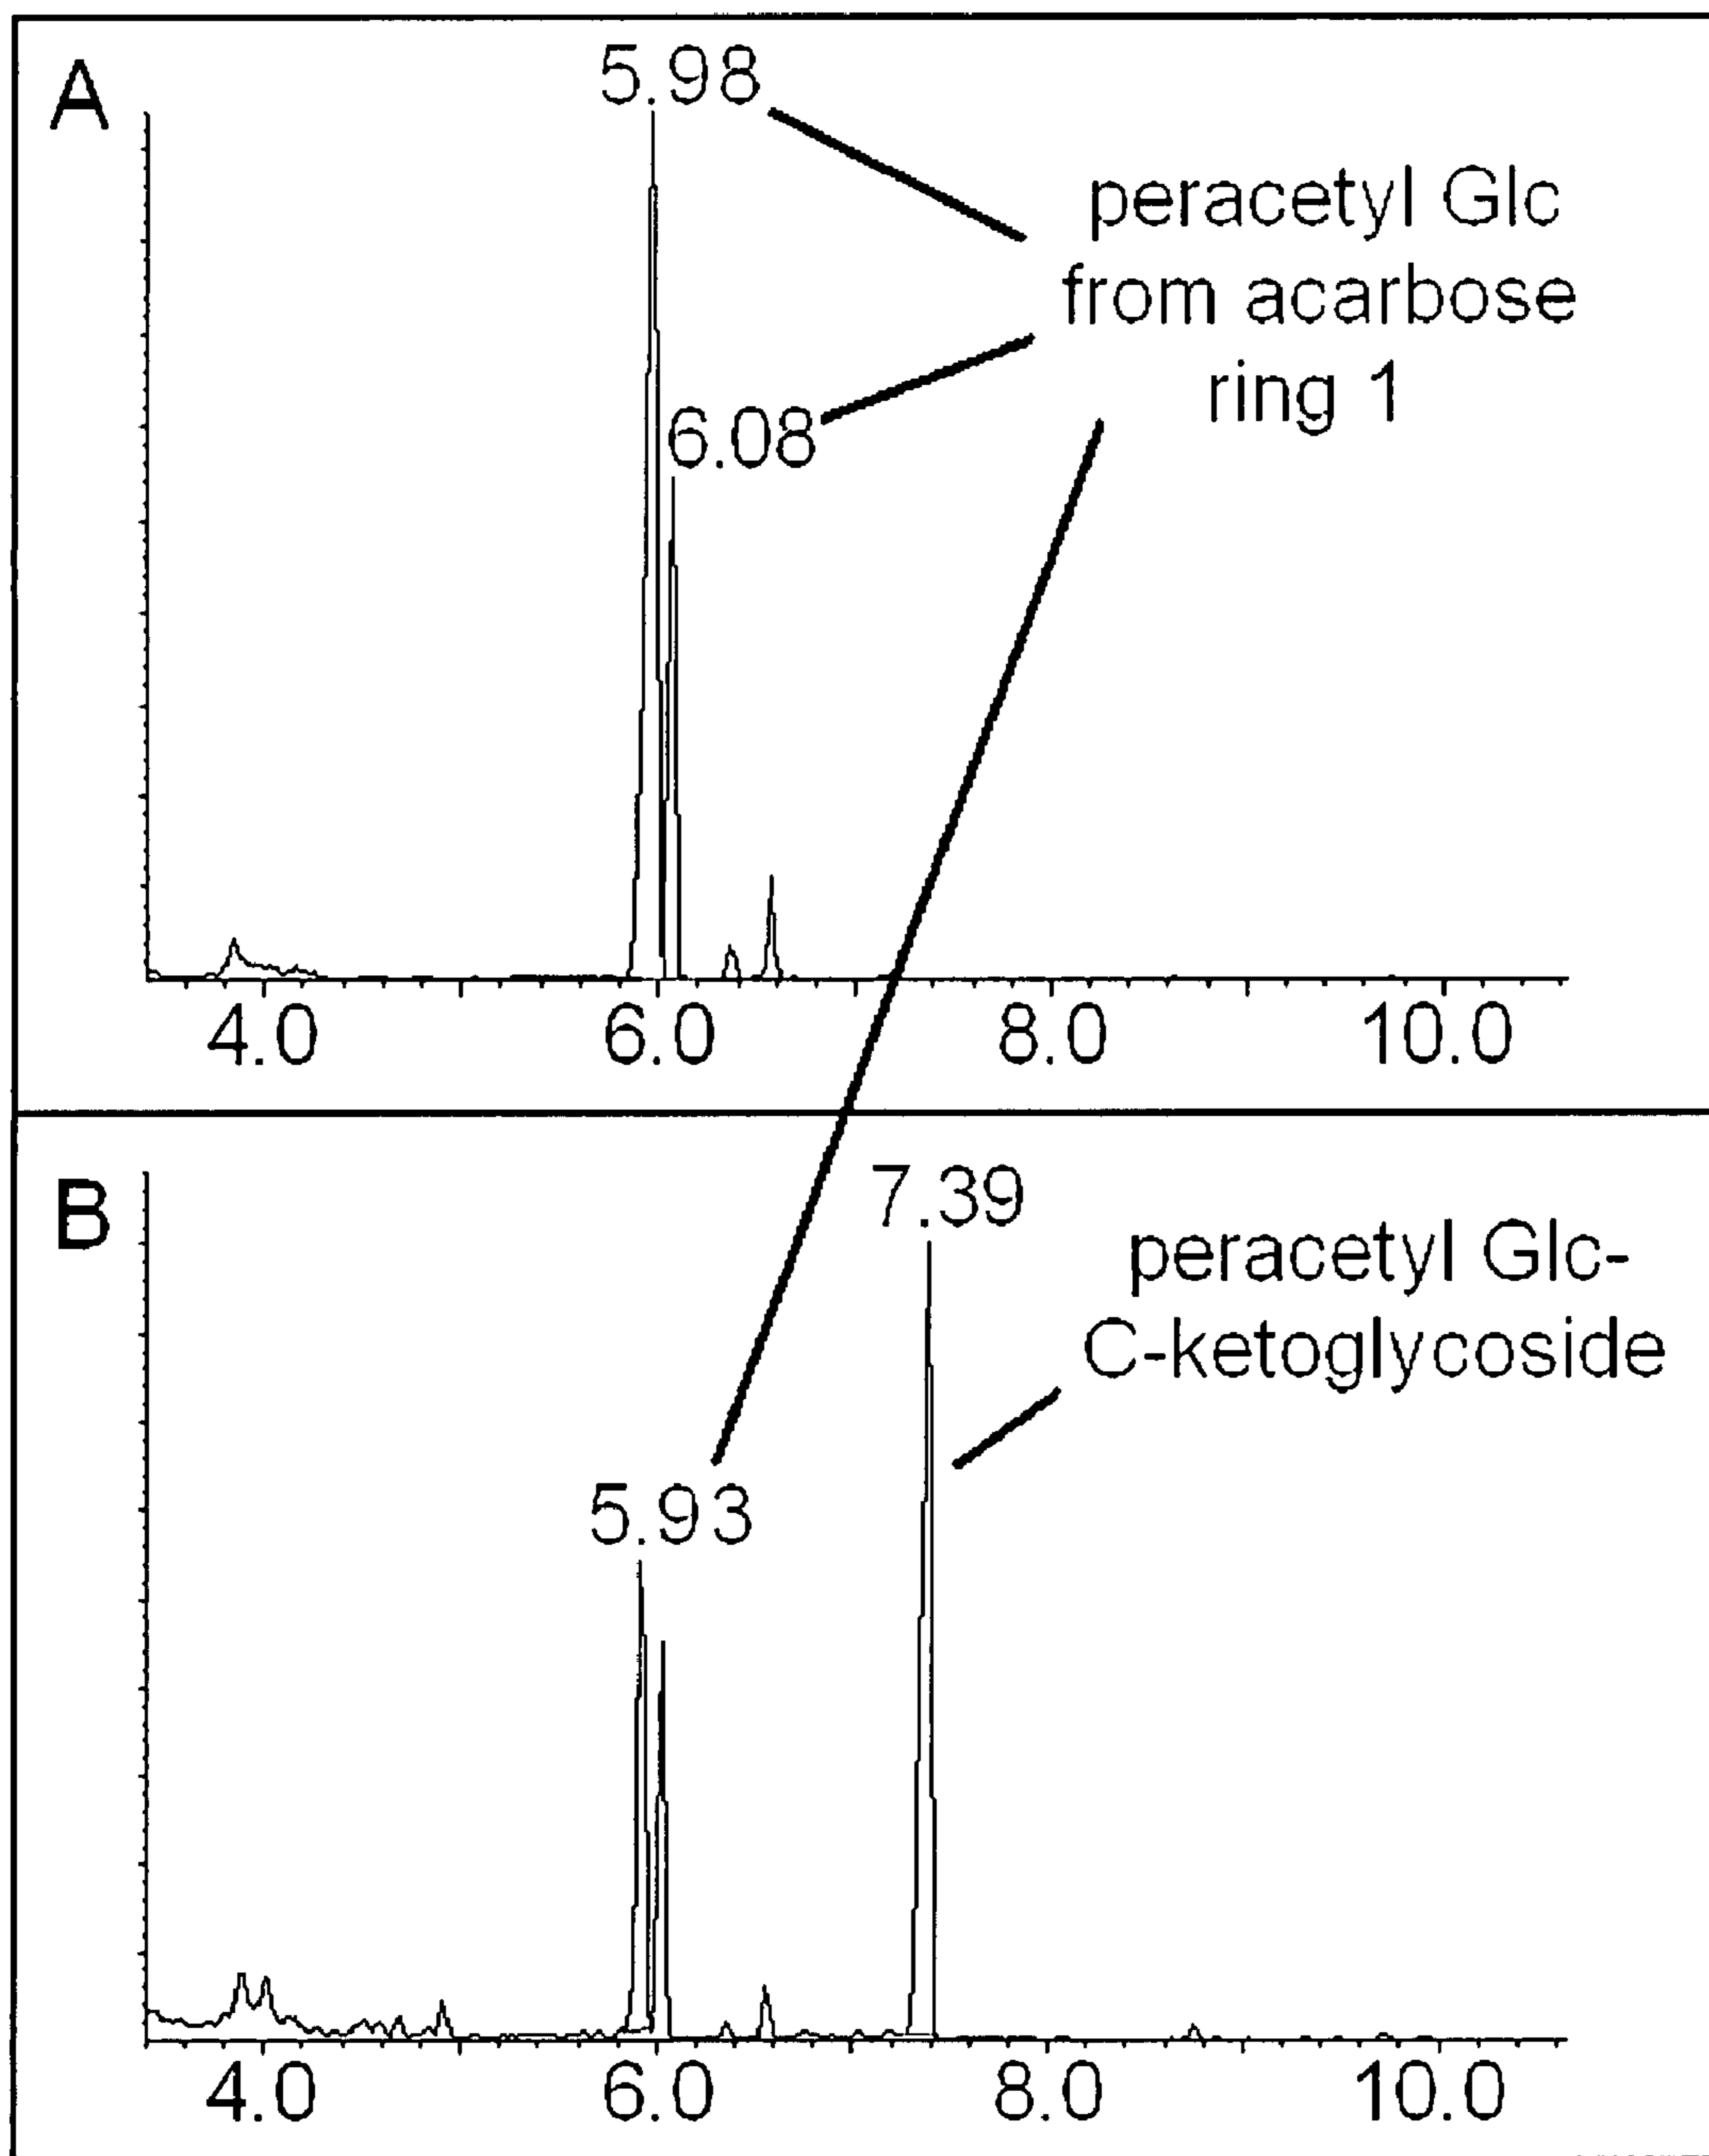 A
5.98
peracetyl Glc
from acarbose
ring 1
6.08
4.0 6.0 8.0 10.0
B
7.39
peracetyl Glc-
C-ketoglycoside
5.93
4.0 6.0 8.0 10.0